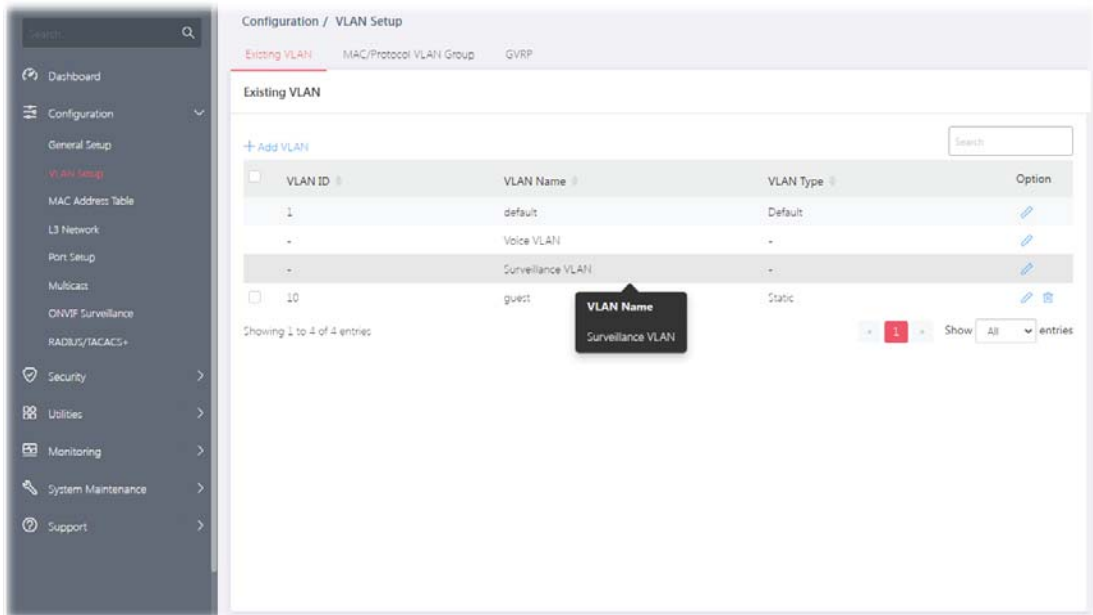 Search...
Dashboard
Configuration
General Setup
VLAN Setup
MAC Address Table
L3 Network
Port Setup
Multicast
ONVIF Surveillance
RADIUS/TACACS+
Security
Utilities
Monitoring
System Maintenance
Support
Configuration / VLAN Setup
Existing VLAN MAC/Protocol VLAN Group GVRP
Existing VLAN
+ Add VLAN Search
VLAN ID VLAN Name VLAN Type Option
1 default Default
- Voice VLAN -
- Surveillance VLAN -
10 guest Static
VLAN Name
Surveillance VLAN
Showing 1 to 4 of 4 entries
1 Show All entries